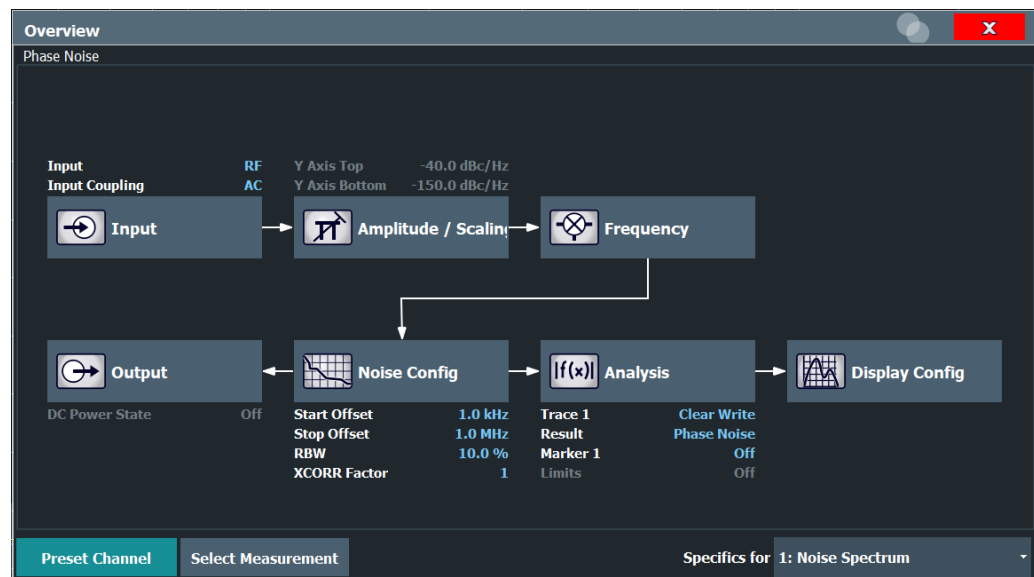 Overview
X
Phase Noise
Input RF
Input Coupling AC
Y Axis Top -40.0 dBc/Hz
Y Axis Bottom -150.0 dBc/Hz
Input
Amplitude / Scaling
Frequency
Output
Noise Config
|f(x)| Analysis
Display Config
DC Power State Off
Start Offset 1.0 kHz
Stop Offset 1.0 MHz
RBW 10.0 %
XCORR Factor 1
Trace 1 Clear Write
Result Phase Noise
Marker 1 Off
Limits Off
Preset Channel
Select Measurement
Specifics for 1: Noise Spectrum